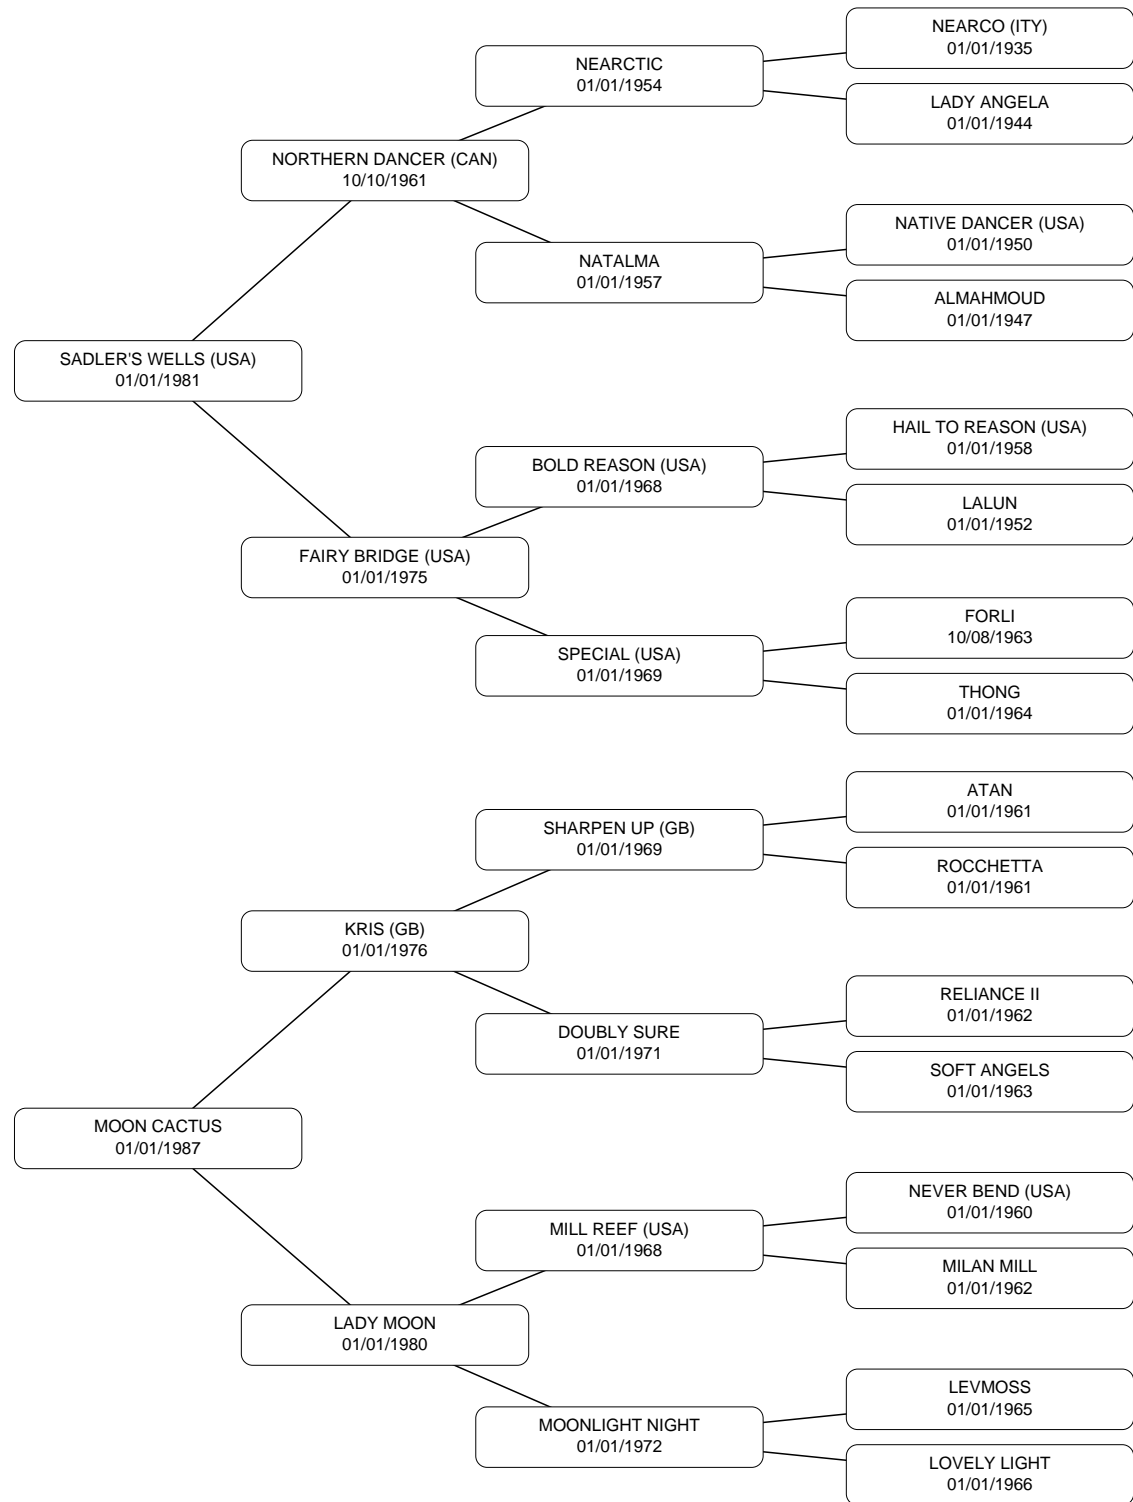 NEARCO (ITY)
01/01/1935
NEARCTIC
01/01/1954
LADY ANGELA
01/01/1944
NORTHERN DANCER (CAN)
10/10/1961
NATIVE DANCER (USA)
01/01/1950
NATALMA
01/01/1957
ALMAHMOUD
01/01/1947
SADLER'S WELLS (USA)
01/01/1981
HAIL TO REASON (USA)
01/01/1958
BOLD REASON (USA)
01/01/1968
LALUN
01/01/1952
FAIRY BRIDGE (USA)
01/01/1975
FORLI
10/08/1963
SPECIAL (USA)
01/01/1969
THONG
01/01/1964
ATAN
01/01/1961
SHARPEN UP (GB)
01/01/1969
ROCCHETTA
01/01/1961
KRIS (GB)
01/01/1976
RELIANCE II
01/01/1962
DOUBLY SURE
01/01/1971
SOFT ANGELS
01/01/1963
MOON CACTUS
01/01/1987
NEVER BEND (USA)
01/01/1960
MILL REEF (USA)
01/01/1968
MILAN MILL
01/01/1962
LADY MOON
01/01/1980
LEVMOSS
01/01/1965
MOONLIGHT NIGHT
01/01/1972
LOVELY LIGHT
01/01/1966